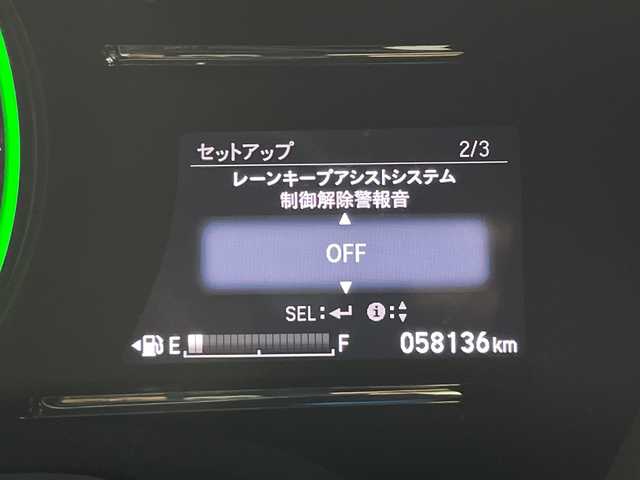 セットアップ 2/3
レーンキープアシストシステム
制御解除警報音
OFF
SEL:↵ i:
E F 058136km